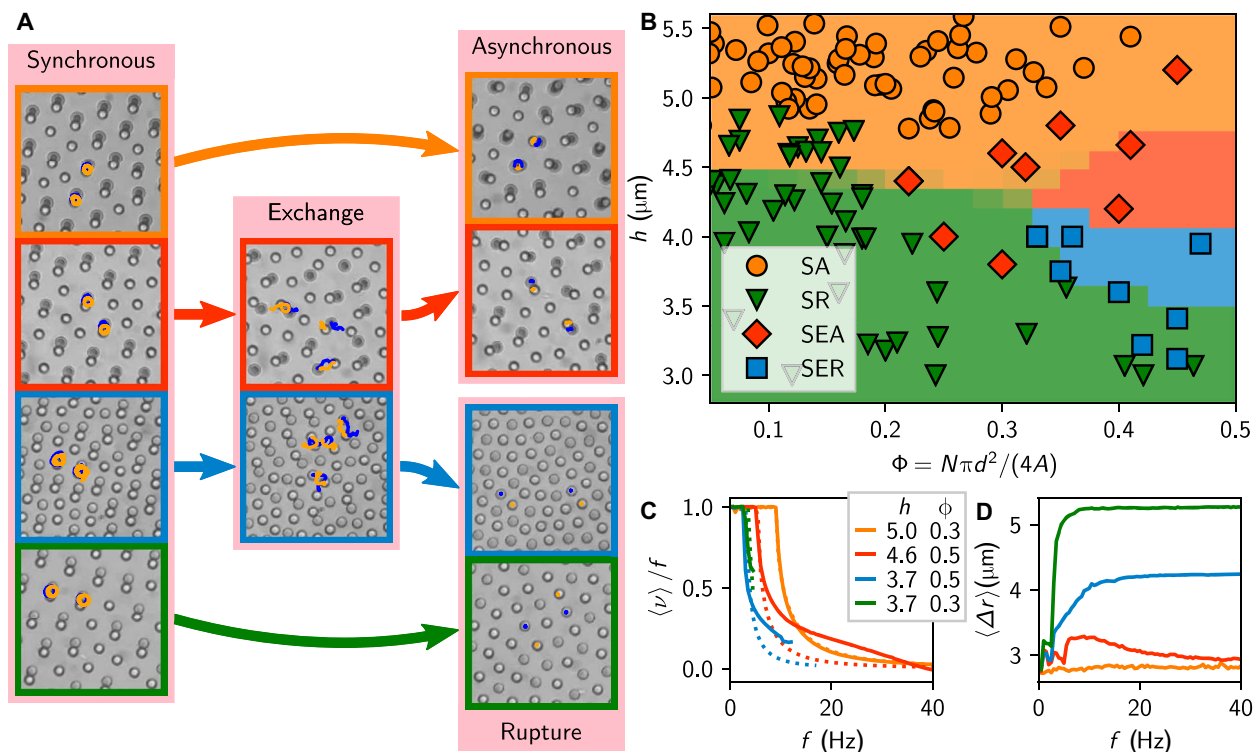 A
Synchronous
Exchange
Asynchronous
Rupture
B
h (μm)
5.5
5.0
4.5
4.0
3.5
3.0
SA
SR
SEA
SER
0.1 0.2 0.3 0.4 0.5
Φ = Nπd²/(4A)
C
⟨ν⟩/f
1.0
0.5
0.0
0 20 40
f (Hz)
h ϕ
5.0 0.3
4.6 0.5
3.7 0.5
3.7 0.3
D
⟨Δr⟩(μm)
5
4
3
0 20 40
f (Hz)